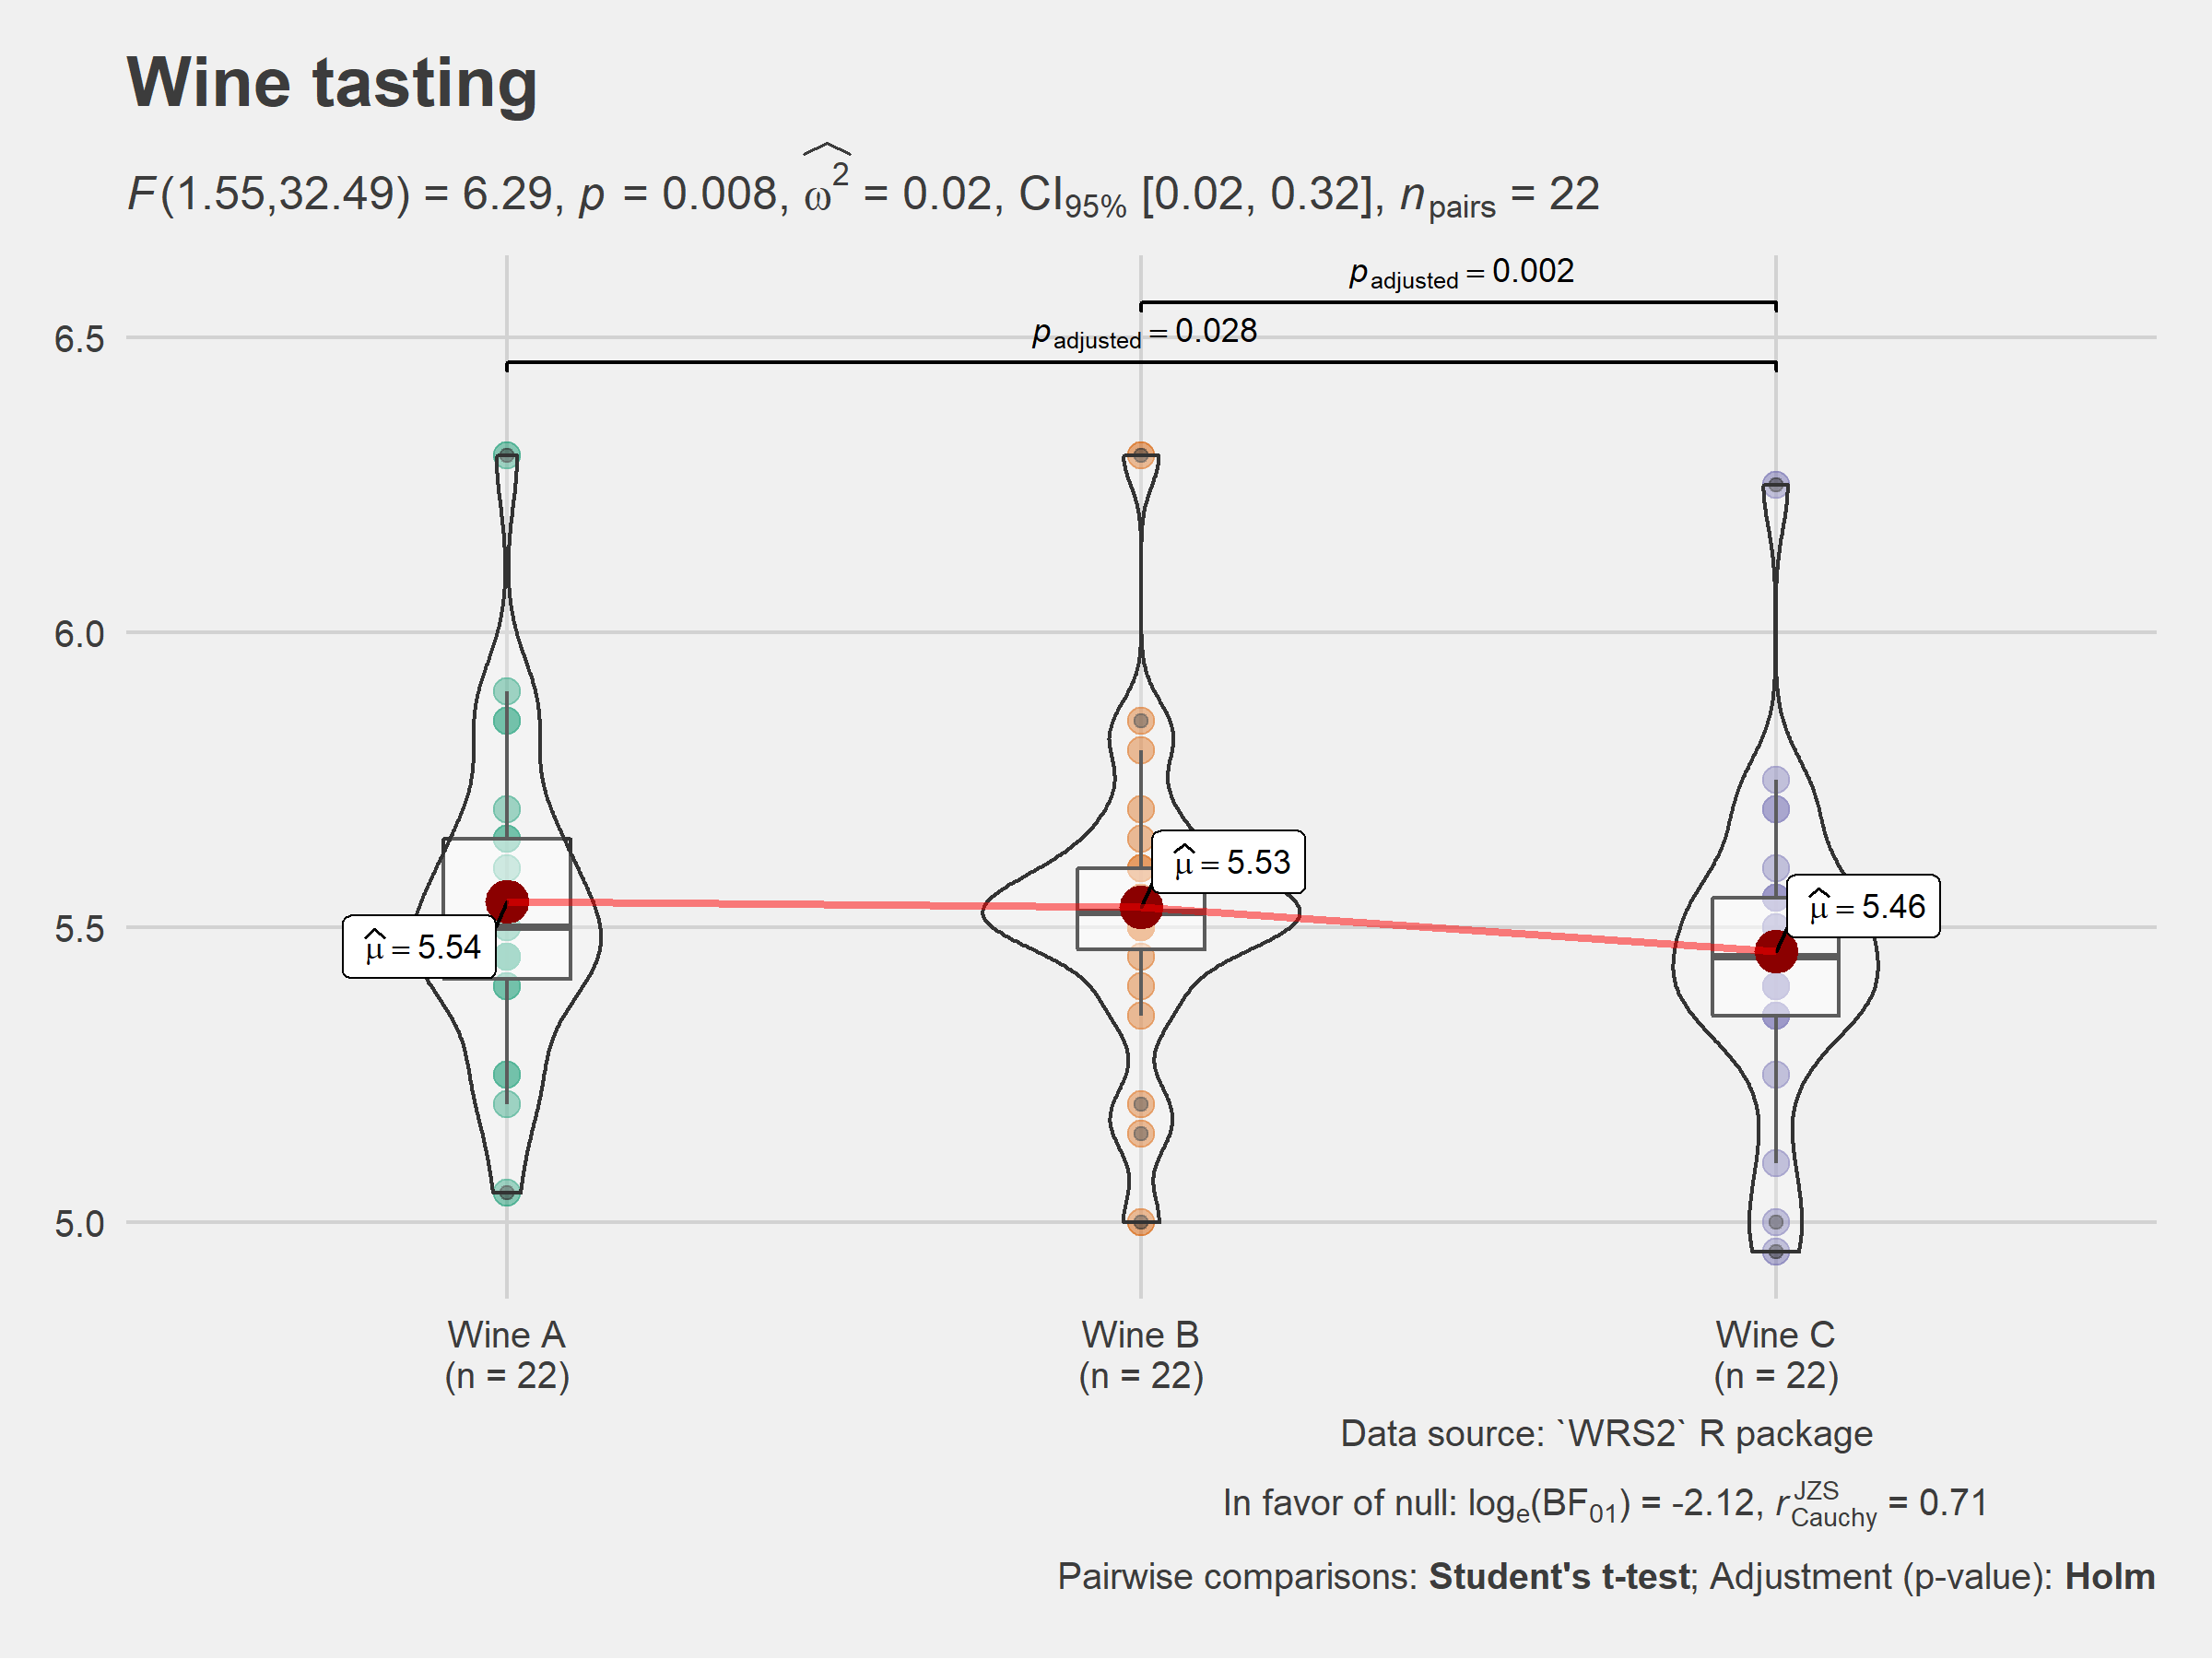 Wine tasting
F(1.55,32.49) = 6.29, p = 0.008, ω̂² = 0.02, CI95% [0.02, 0.32], npairs = 22
padjusted = 0.002
padjusted = 0.028
6.5
6.0
5.5
5.0
μ̂ = 5.54
μ̂ = 5.53
μ̂ = 5.46
Wine A
(n = 22)
Wine B
(n = 22)
Wine C
(n = 22)
Data source: `WRS2` R package
In favor of null: loge(BF01) = -2.12, rJZSCauchy = 0.71
Pairwise comparisons: Student's t-test; Adjustment (p-value): Holm